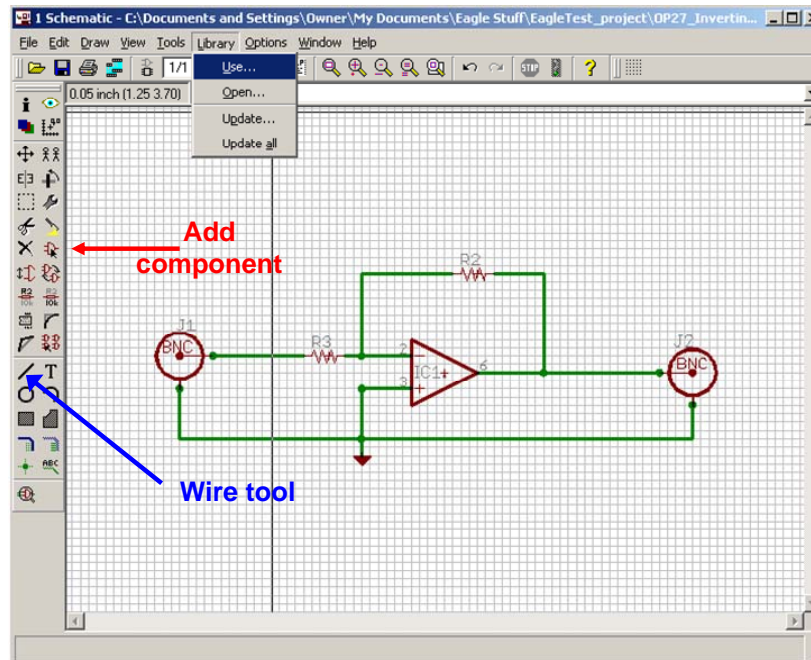 1 Schematic - C:\Documents and Settings\Owner\My Documents\Eagle Stuff\EagleTest_project\OP27_Invertin...
File Edit Draw View Tools Library Options Window Help
1/1
Use...
Open...
Update...
Update all
0.05 inch (1.25 3.70)
Add
component
R2
J1
BNC
R3
2
IC1
3
6
J2
BNC
T
ABC
Wire tool
STOP